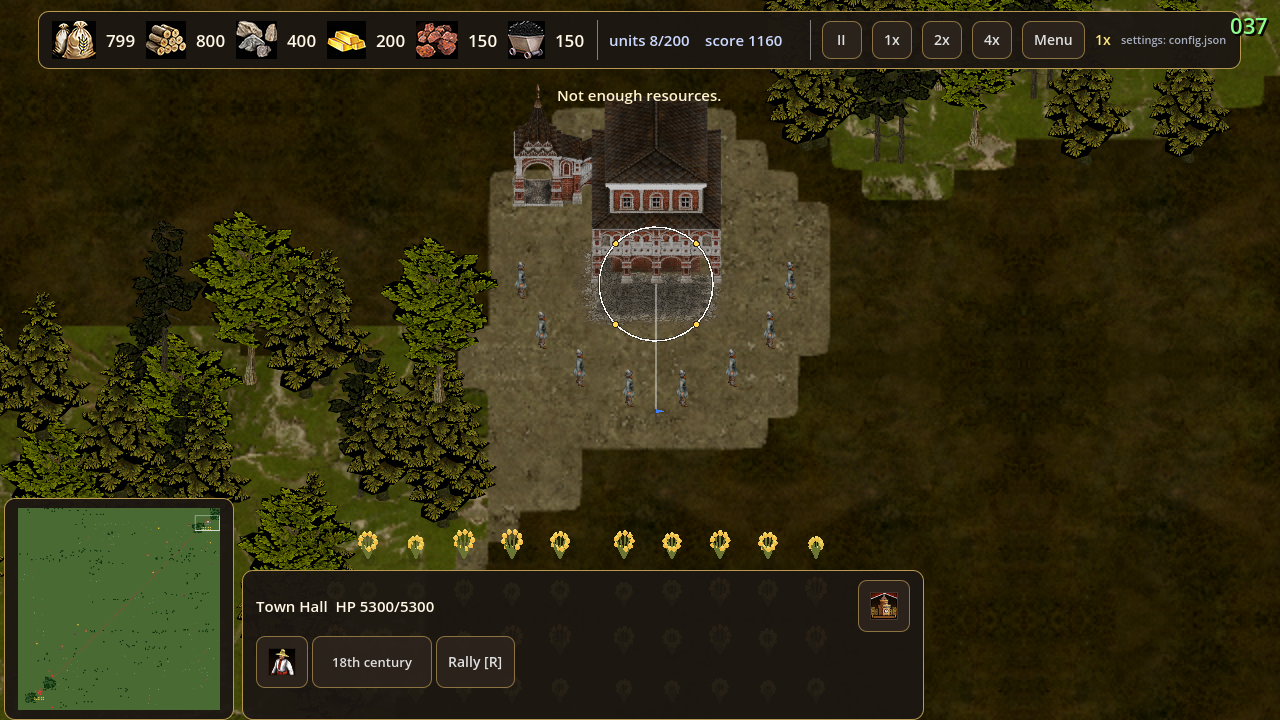 799 800 400 200 150 150 units 8/200 score 1160 II 1x 2x 4x Menu 1x settings: config.json 037
Not enough resources.
Town Hall HP 5300/5300
18th century Rally [R]